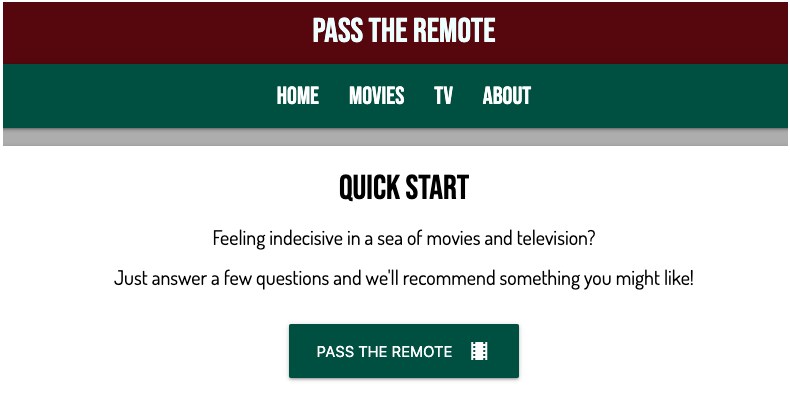 PASS THE REMOTE
HOME MOVIES TV ABOUT
QUICK START
Feeling indecisive in a sea of movies and television?
Just answer a few questions and we'll recommend something you might like!
PASS THE REMOTE